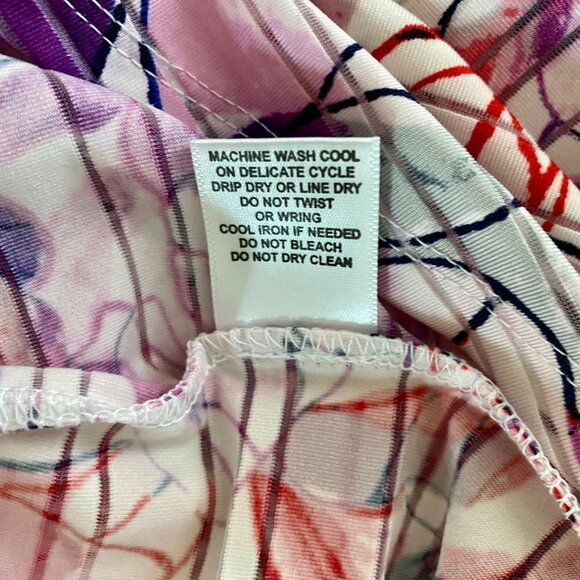 MACHINE WASH COOL
ON DELICATE CYCLE
DRIP DRY OR LINE DRY
DO NOT TWIST
OR WRING
COOL IRON IF NEEDED
DO NOT BLEACH
DO NOT DRY CLEAN